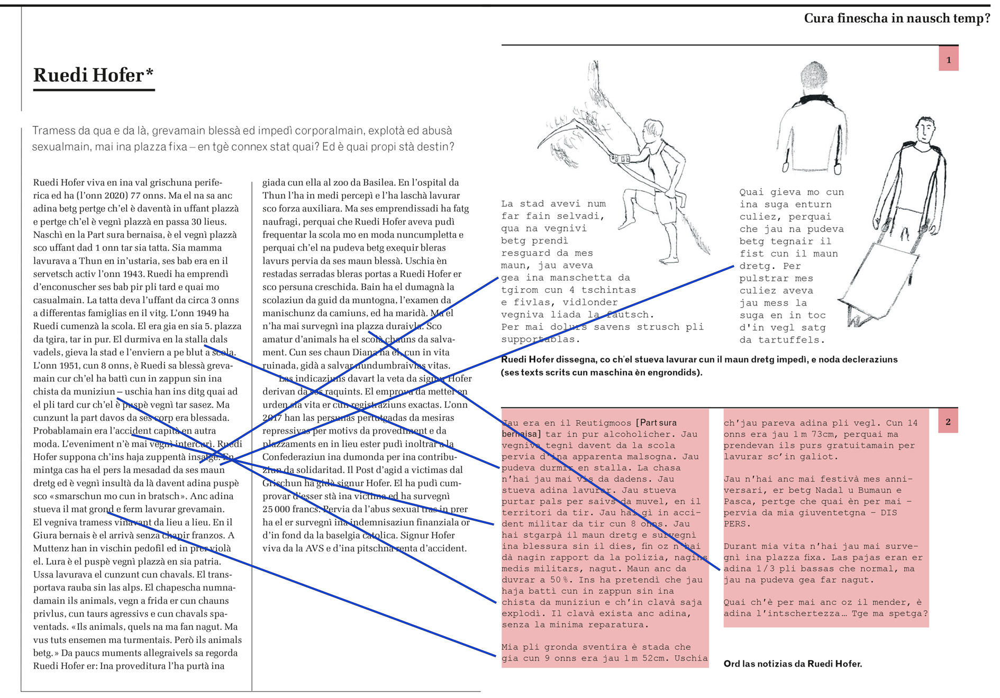 Cura finescha in nausch temp?
Ruedi Hofer*
Tramess da qua e da là, grevamain blessà ed impedì corporalmain, explotà ed abusà
sexualmain, mai ina plazza fixa – en tgè connex stat quai? Ed è quai propi stà destin?
Ruedi Hofer viva en ina val grischuna perife-
rica ed ha (l'onn 2020) 77 onns. Ma el na sa anc
adina betg pertge ch'el è daventà in uffant plazzà
e pertge ch'el è vegnì plazzà en passa 30 lieus.
Naschì en la Part sura bernaisa, è el vegnì plazzà
sco uffant dad 1 onn tar sia tatta. Sia mamma
lavurava a Thun en in'ustaria, ses bab era en il
servetsch activ l'onn 1943. Ruedi ha emprendì
d'enconuscher ses bab pir pli tard e quai mo
casualmain. La tatta deva l'uffant da circa 3 onns
a differentas famiglias en il vitg. L'onn 1949 ha
Ruedi cumenzà la scola. El era gia en sia 5. plazza
da tgira, tar in pur. El durmiva en la stalla dals
vadels, gieva la stad e l'enviern a pe blut a scola.
L'onn 1951, cun 8 onns, è Ruedi sa blessà greva-
main cur ch'el ha battì cun in zappun sin ina
chista da muniziun – uschia han ins ditg quai ad
el pli tard cur ch'el è puspè vegnì tar sasez. Ma
cunzunt la part davos da ses corp era blessada.
Probablamain era l'accident capità en autra
moda. L'eveniment n'è mai vegnì intercurì. Ruedi
Hofer suppona ch'ins haja zuppentà insatge. En
mintga cas ha el pers la mesadad da ses maun
dretg ed è vegnì insultà da là davent adina puspè
sco «smarschun mo cun in bratsch». Anc adina
stueva il mat grond e ferm lavurar grevamain.
El vegniva tramess vinavant da lieu a lieu. En il
Giura bernais è el arrivà senza chapir franzos. A
Muttenz han in vischin pedofil ed in prer violà
el. Lura è el puspè vegnì plazzà en sia patria.
Ussa lavurava el cunzunt cun chavals. El trans-
portava rauba sin las alps. El chapescha numna-
damain ils animals, vegn a frida er cun chauns
privlus, cun taurs agressivs e cun chavals spa-
ventads. «Ils animals, quels na ma fan nagut. Ma
vus tuts ensemen ma turmentais. Però ils animals
betg.» Da paucs muments allegraivels sa regorda
Ruedi Hofer er: Ina proveditura l'ha purtà ina
giada cun ella al zoo da Basilea. En l'ospital da
Thun l'ha in medi percepì e l'ha laschà lavurar
sco forza auxiliara. Ma ses emprendissadi ha fatg
naufragi, perquai che Ruedi Hofer aveva pudì
frequentar la scola mo en moda nuncumpletta e
perquai ch'el na pudeva betg exequir bleras
lavurs pervia da ses maun blessà. Uschia èn
restadas serradas bleras portas a Ruedi Hofer er
sco persuna creschida. Bain ha el dumagnà la
scolaziun da guid da muntogna, l'examen da
manischunz da camiuns, ed ha maridà. Ma el
n'ha mai survegnì ina plazza duraivla. Sco
amatur d'animals ha el scolà chauns da salva-
ment. Cun ses chaun Diana ha el, cun in vita
ruinada, gidà a salvar nundumbraivlas vitas.
Las indicaziuns davart la veta da signur Hofer
derivan da ses raquints. El emprova da metter en
urden sia vita er cun registraziuns exactas. L'onn
2017 han las persunas pertutgadas da mesiras
repressivas per motivs da provediment e da
plazzaments en in lieu ester pudì inoltrar a la
Confederaziun ina dumonda per ina contribu-
ziun da solidaritad. Il Post d'agid a victimas dal
Grischun ha gidà signur Hofer. El ha pudì cum-
provar d'esser stà ina victima ed ha survegnì
25 000 francs. Pervia da l'abus sexual tras in prer
ha el er survegnì ina indemnisaziun finanziala or
d'in fond da la baselgia catolica. Signur Hofer
viva da la AVS e d'ina pitschna renta d'accident.
1
La stad avevi num
far fain selvadi,
qua na vegnivi
betg prendì
resguard da mes
maun, jau aveva
gea ina manschetta da
tgirom cun 4 tschintas
e fivlas, vidlonder
vegniva liada la fautsch.
Per mai dolurs savens strusch pli
supportablas.
Quai gieva mo cun
ina suga enturn
culiez, perquai
che jau na pudeva
betg tegnair il
fist cun il maun
dretg. Per
pulstrar mes
culiez aveva
jau mess la
suga en in toc
d'in vegl satg
da tartuffels.
Ruedi Hofer dissegna, co ch'el stueva lavurar cun il maun dretg impedì, e noda decleraziuns
(ses texts scrits cun maschina èn engrondids).
2
Jau era en il Reutigmoos [Part sura
bernaisa] tar in pur alcoholicher. Jau
vegniva tegnì davent da la scola
pervia d'ina apparenta malsogna. Jau
pudeva durmir en stalla. La chasa
n'hai jau mai vis da dadens. Jau
stueva adina lavurar. Jau stueva
purtar pals per saivs da muvel, en il
territori da tir. Jau hai gì in acci-
dent militar da tir cun 8 onns. Jau
hai stgarpà il maun dretg e survegnì
ina blessura sin il dies, fin oz n'hai
dà nagin rapport da la polizia, nagins
medis militars, nagut. Maun anc da
duvrar a 50 %. Ins ha pretendì che jau
haja battì cun in zappun sin ina
chista da muniziun e ch'in clavà saja
explodì. Il clavà exista anc adina,
senza la minima reparatura.
Mia pli gronda sventira è stada che
gia cun 9 onns era jau 1 m 52cm. Uschia
ch'jau pareva adina pli vegl. Cun 14
onns era jau 1 m 73cm, perquai ma
prendevan ils purs gratuitamain per
lavurar sc'in galiot.
Jau n'hai anc mai festivà mes anni-
versari, er betg Nadal u Bumaun e
Pasca, pertge che quai èn per mai –
pervia da mia giuventetgna – DIS
PERS.
Durant mia vita n'hai jau mai surve-
gnì ina plazza fixa. Las pajas eran er
adina 1/3 pli bassas che normal, ma
jau na pudeva gea far nagut.
Quai ch'è per mai anc oz il mender, è
adina l'intschertezza… Tge ma spetga?
Ord las notizias da Ruedi Hofer.